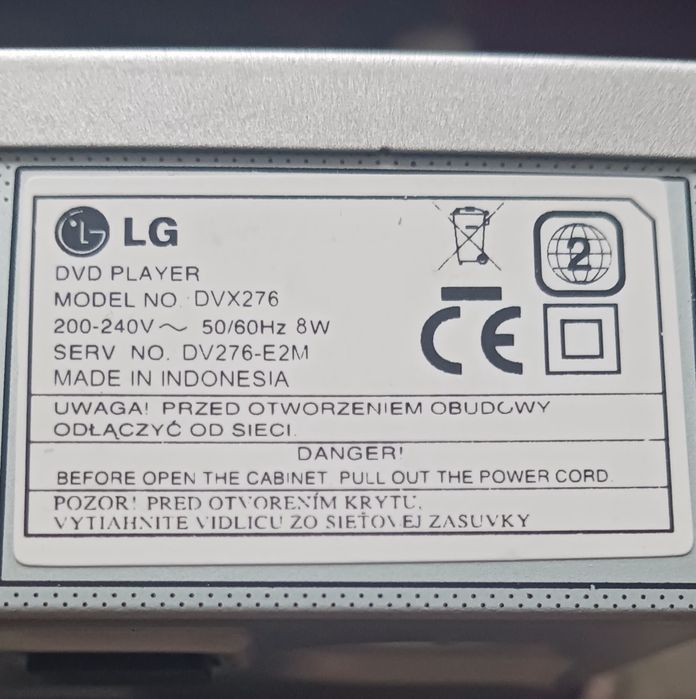 LG
DVD PLAYER
MODEL NO. DVX276
200-240V~ 50/60Hz 8W
SERV NO. DV276-E2M
MADE IN INDONESIA
2
CE
UWAGA! PRZED OTWORZENIEM OBUDOWY
ODŁĄCZYĆ OD SIECI.
DANGER!
BEFORE OPEN THE CABINET PULL OUT THE POWER CORD.
POZOR! PRED OTVORENÍM KRYTU,
VYTIAHNITE VIDLICU ZO SIEŤOVEJ ZASUVKY